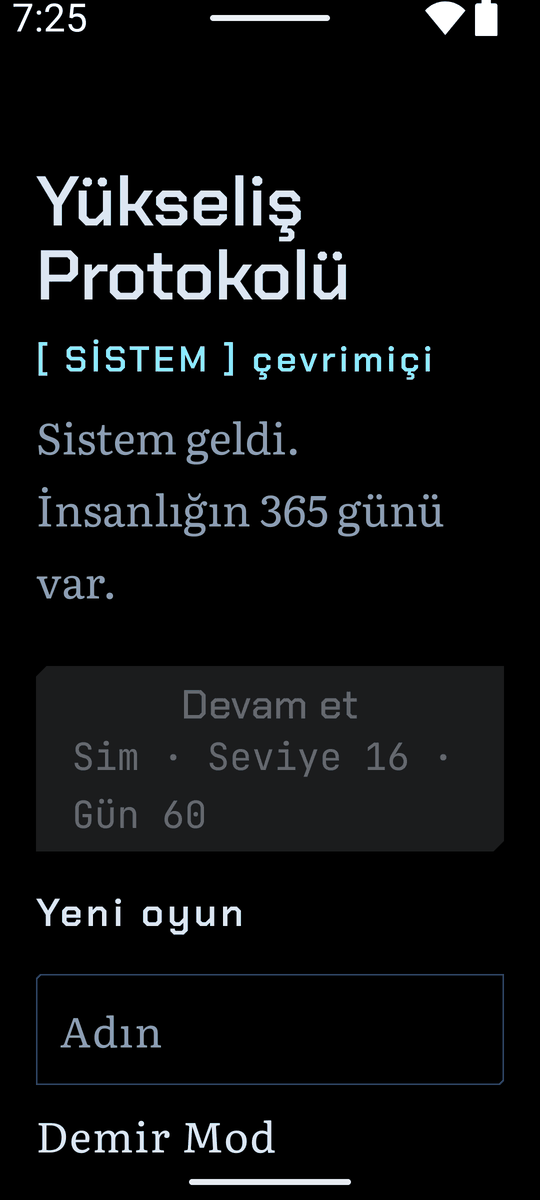 7:25
Yükseliş
Protokolü
[ SİSTEM ] çevrimiçi
Sistem geldi.
İnsanlığın 365 günü
var.
Devam et
Sim · Seviye 16 ·
Gün 60
Yeni oyun
Adın
Demir Mod